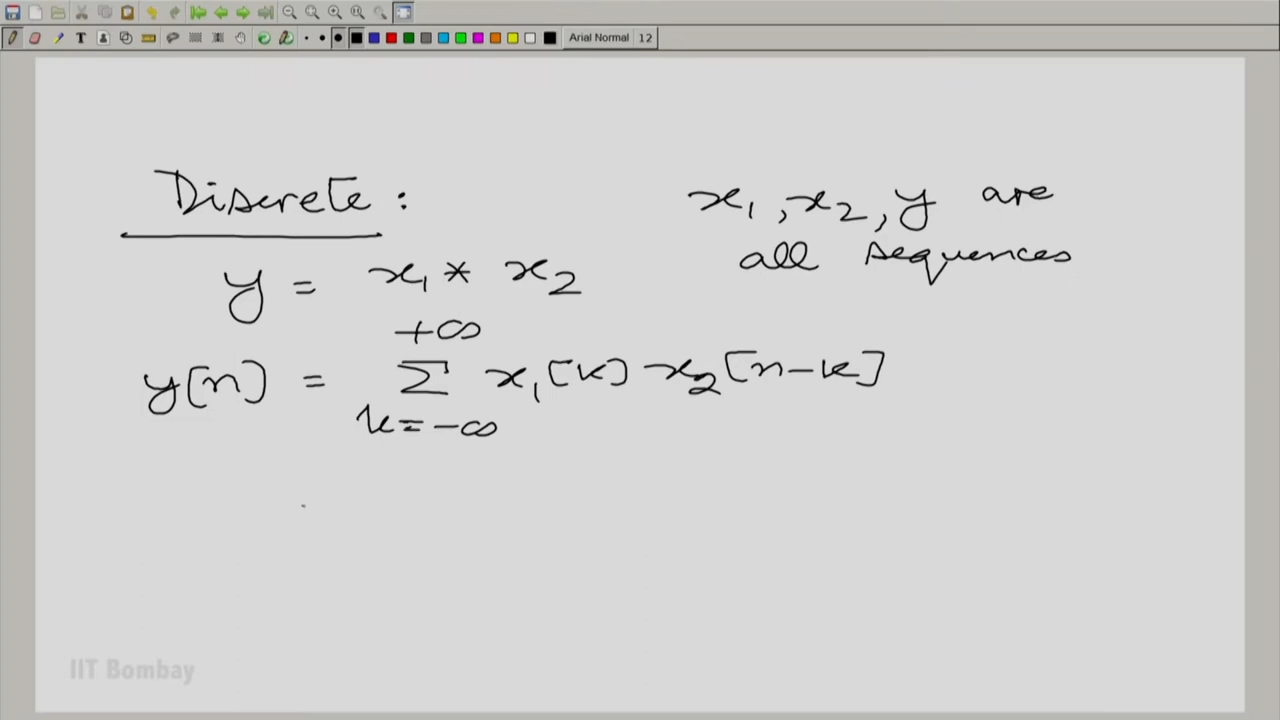 Arial Normal 12
Discrete :
x₁, x₂, y are
all sequences
y = x₁ * x₂
+∞
y[n] = Σ x₁[k] x₂[n-k]
k=-∞
IIT Bombay